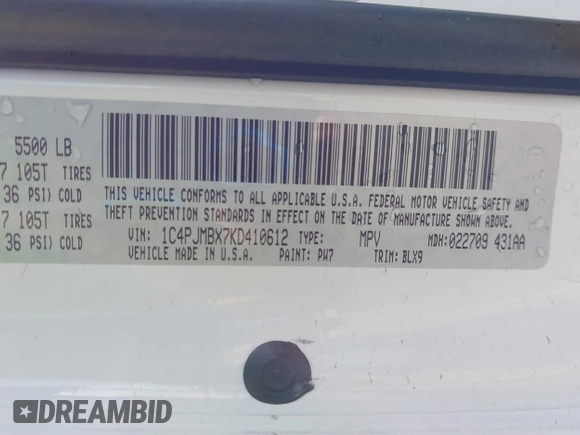 5500 LB
7 105T TIRES
36 PSI) COLD
7 105T TIRES
36 PSI) COLD
THIS VEHICLE CONFORMS TO ALL APPLICABLE U.S.A. FEDERAL MOTOR VEHICLE SAFETY AND
THEFT PREVENTION STANDARDS IN EFFECT ON THE DATE OF MANUFACTURE SHOWN ABOVE.
VIN: 1C4PJMBX7KD410612 TYPE: MPV MDH: 022709 431AA
VEHICLE MADE IN U.S.A. PAINT: PW7 TRIM: BLX9
DREAMBID